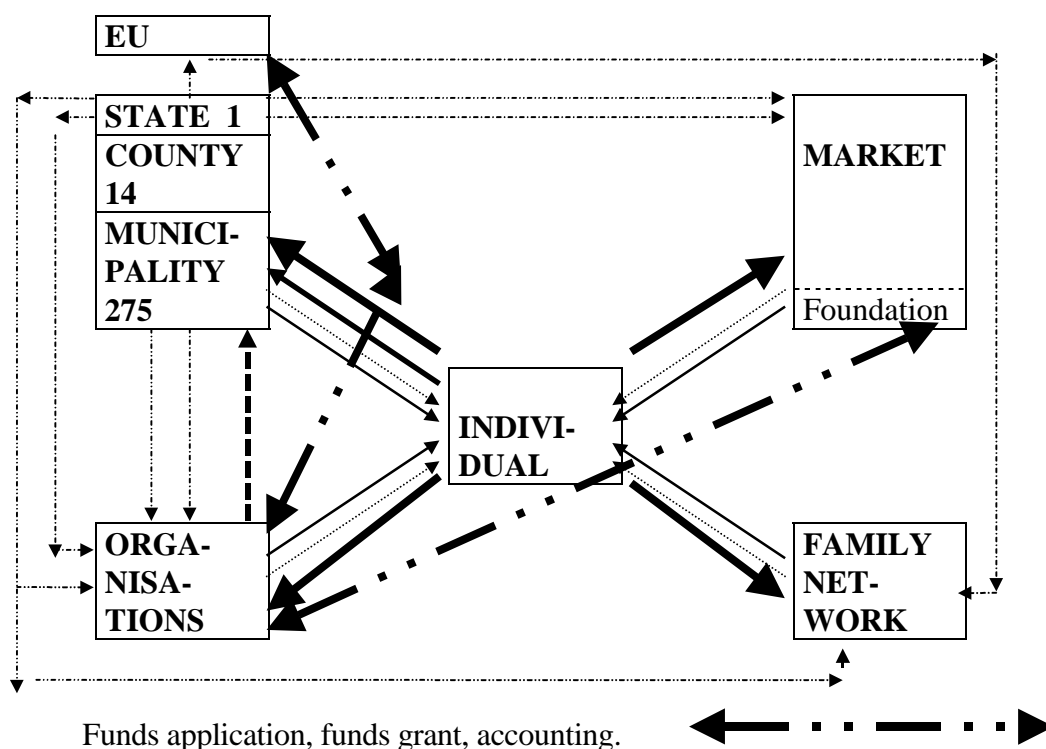 EU
STATE 1
COUNTY
14
MUNICI-
PALITY
275
MARKET
Foundation
INDIVI-
DUAL
ORGA-
NISA-
TIONS
FAMILY
NET-
WORK
Funds application, funds grant, accounting.